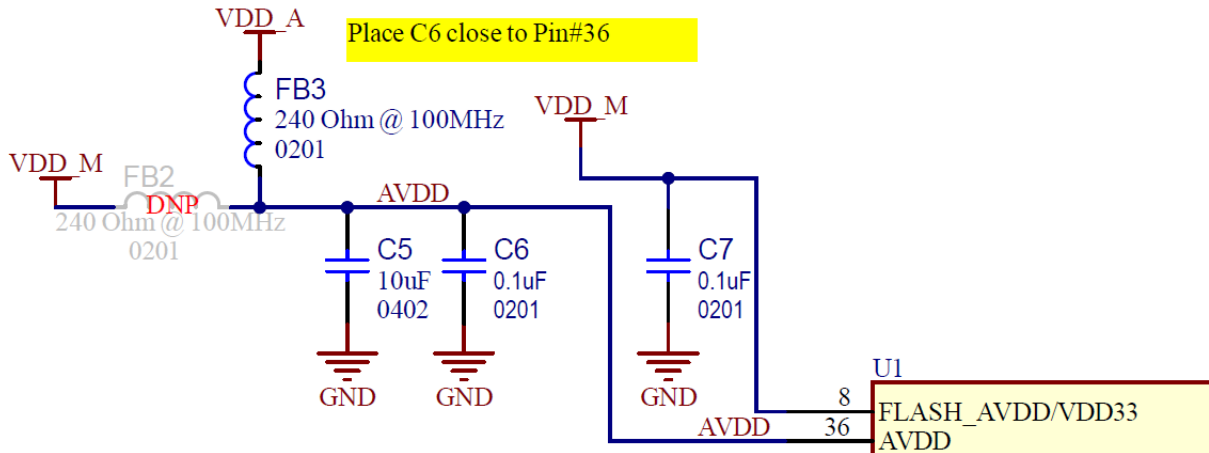 VDD_A
Place C6 close to Pin#36
FB3
240 Ohm @ 100MHz
0201
VDD_M
VDD_M
FB2
DNP
240 Ohm @ 100MHz
0201
AVDD
C5
10uF
0402
C6
0.1uF
0201
C7
0.1uF
0201
GND
GND
GND
U1
8
FLASH_AVDD/VDD33
AVDD
36
AVDD